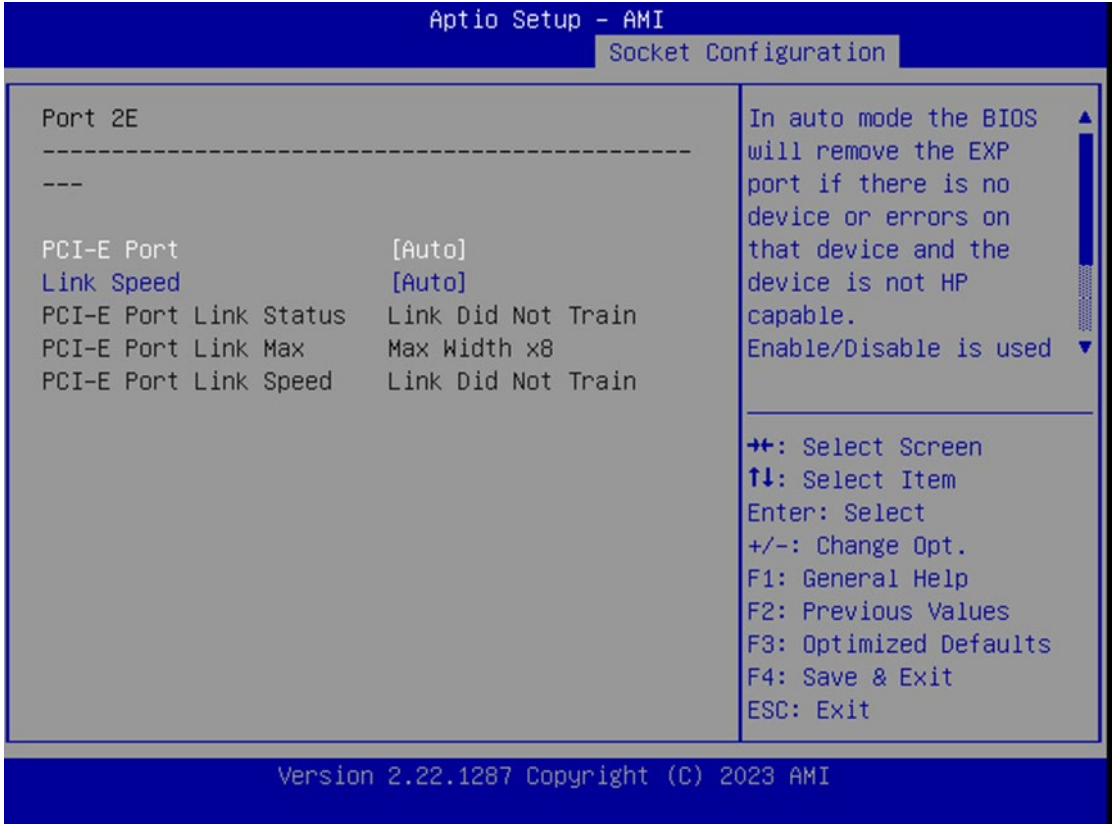 Aptio Setup – AMI
Socket Configuration
Port 2E
-----------------------------------------------
---
PCI-E Port [Auto]
Link Speed [Auto]
PCI-E Port Link Status Link Did Not Train
PCI-E Port Link Max Max Width x8
PCI-E Port Link Speed Link Did Not Train
In auto mode the BIOS
will remove the EXP
port if there is no
device or errors on
that device and the
device is not HP
capable.
Enable/Disable is used
→←: Select Screen
↑↓: Select Item
Enter: Select
+/-: Change Opt.
F1: General Help
F2: Previous Values
F3: Optimized Defaults
F4: Save & Exit
ESC: Exit
Version 2.22.1287 Copyright (C) 2023 AMI